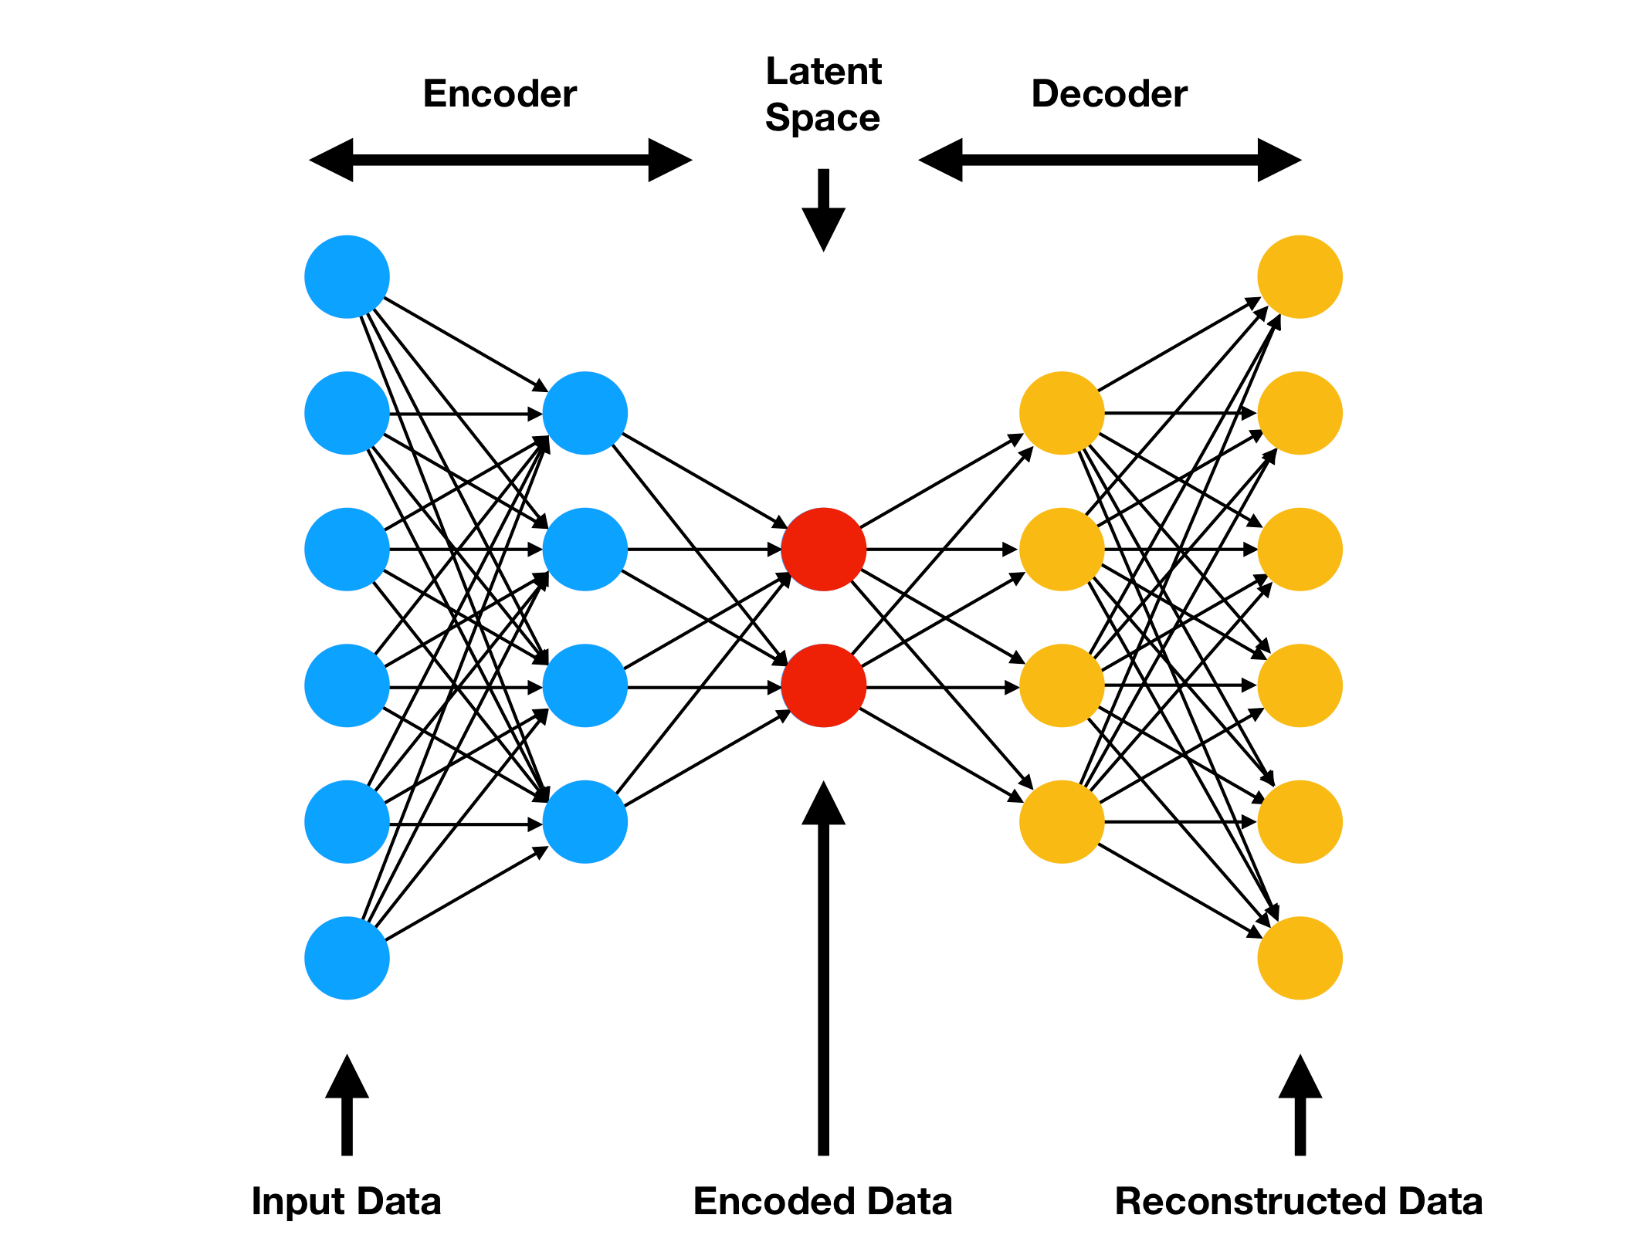 Encoder
Latent
Space
Decoder
Input Data
Encoded Data
Reconstructed Data